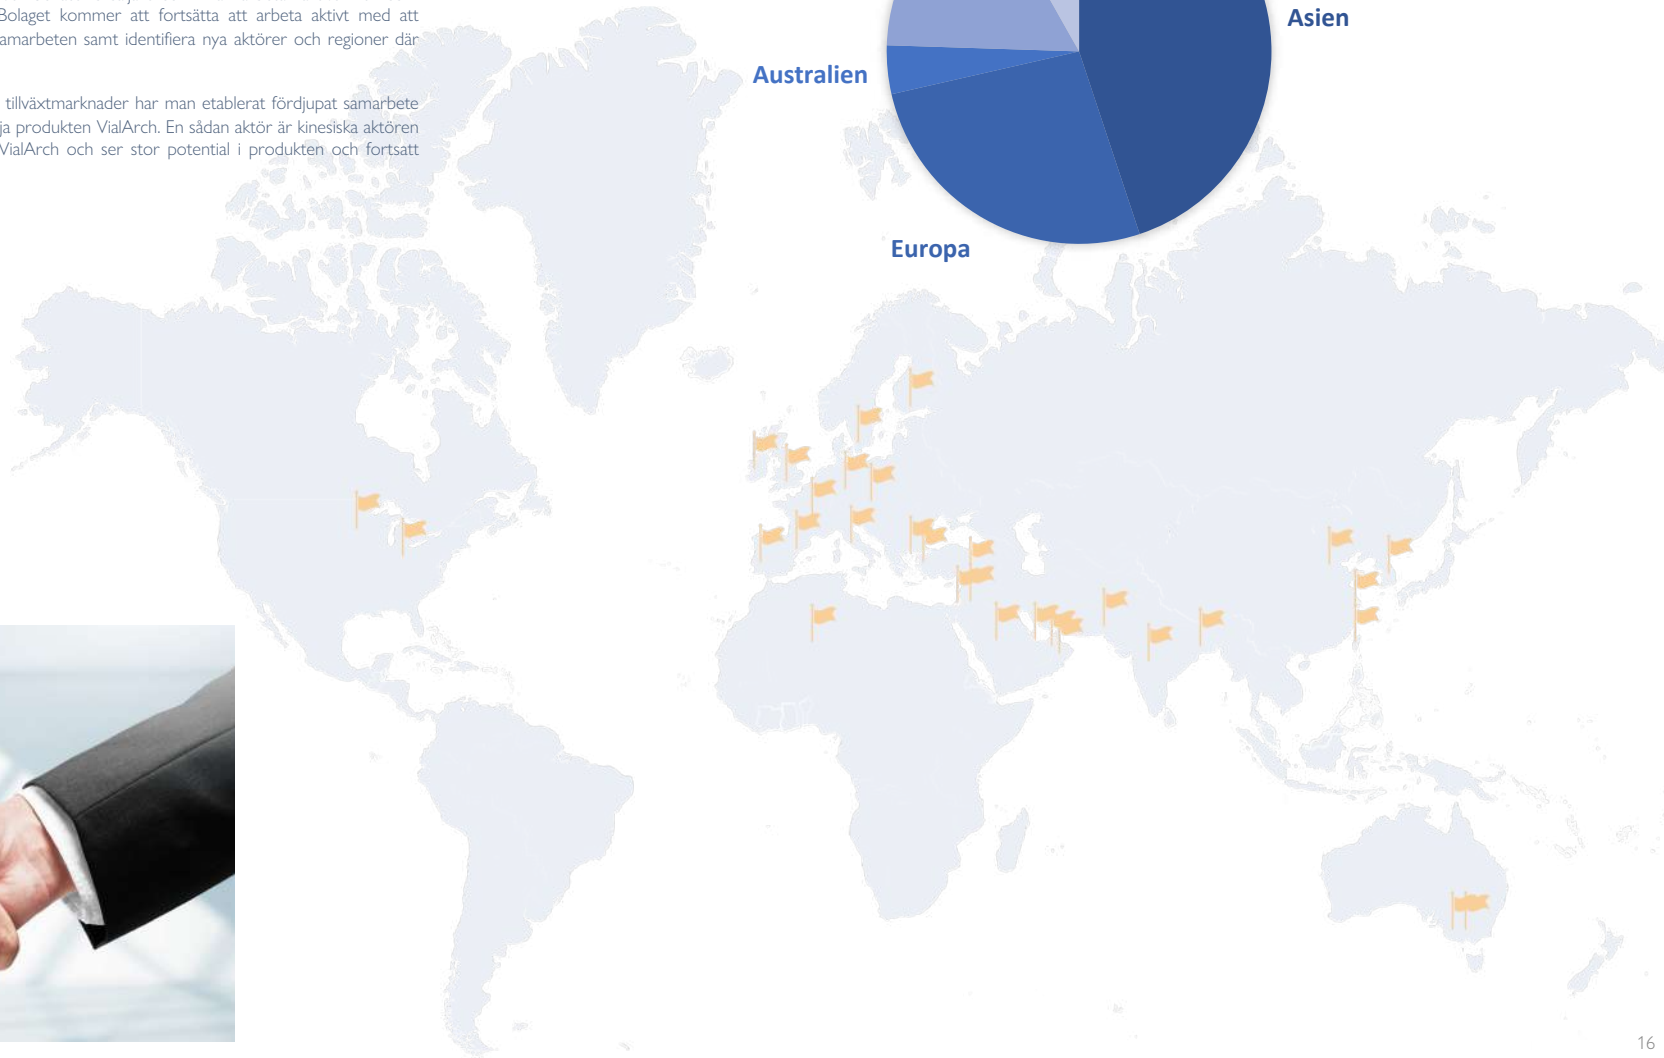 Bolaget kommer att fortsätta att arbeta aktivt med att
samarbeten samt identifiera nya aktörer och regioner där
tillväxtmarknader har man etablerat fördjupat samarbete
ja produkten VialArch. En sådan aktör är kinesiska aktören
VialArch och ser stor potential i produkten och fortsatt
Asien
Australien
Europa
16